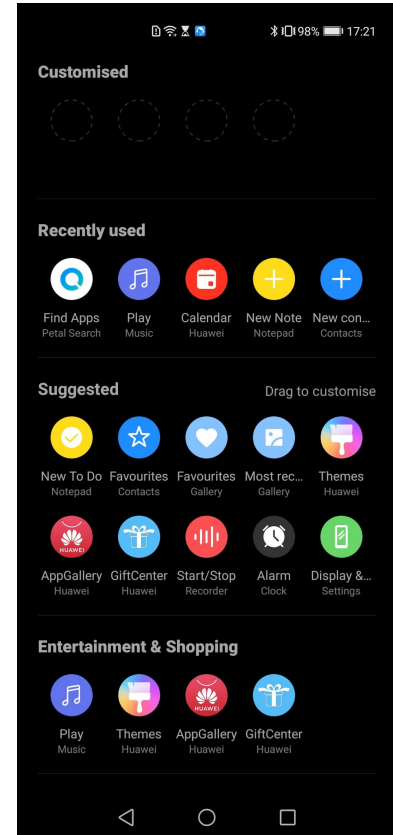 98% 17:21
Customised
Recently used
Find Apps Play Calendar New Note New con...
Petal Search Music Huawei Notepad Contacts
Suggested Drag to customise
New To Do Favourites Favourites Most rec... Themes
Notepad Contacts Gallery Gallery Huawei
HUAWEI
AppGallery GiftCenter Start/Stop Alarm Display &...
Huawei Huawei Recorder Clock Settings
Entertainment & Shopping
HUAWEI
Play Themes AppGallery GiftCenter
Music Huawei Huawei Huawei